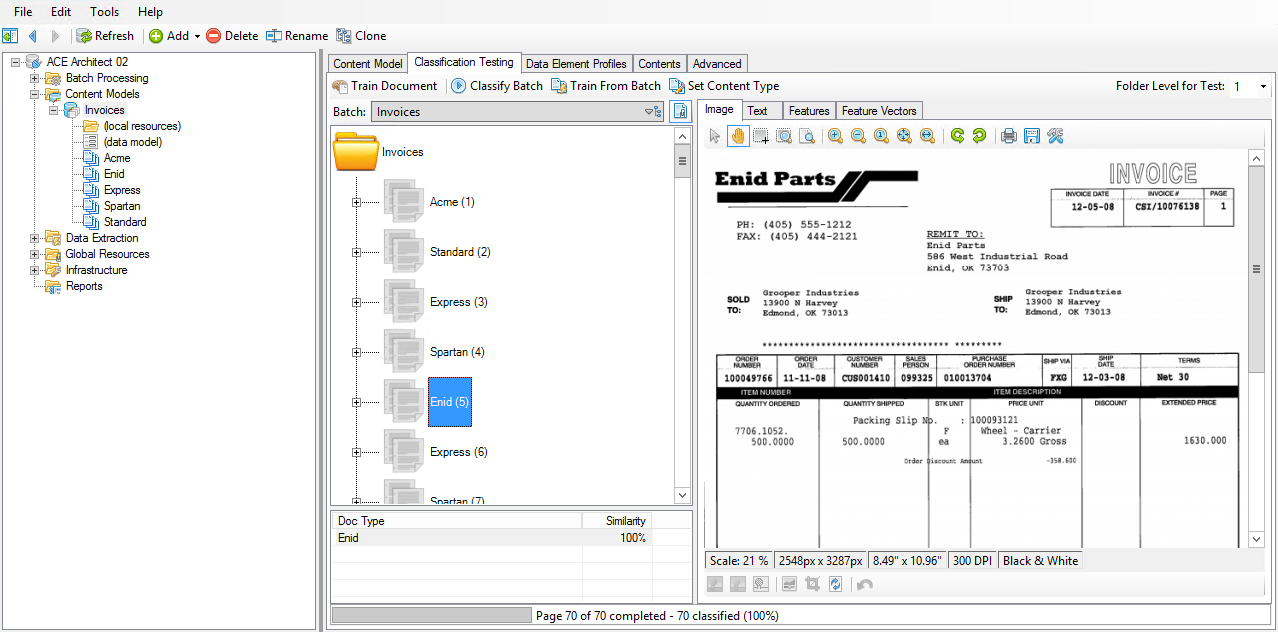 File Edit Tools Help
Refresh Add Delete Rename Clone
ACE Architect 02
Batch Processing
Content Models
Invoices
(local resources)
(data model)
Acme
Enid
Express
Spartan
Standard
Data Extraction
Global Resources
Infrastructure
Reports
Content Model Classification Testing Data Element Profiles Contents Advanced
Train Document Classify Batch Train From Batch Set Content Type Folder Level for Test: 1
Batch: Invoices
Invoices
Acme (1)
Standard (2)
Express (3)
Spartan (4)
Enid (5)
Express (6)
Spartan (7)
Doc Type Similarity
Enid 100%
Image Text Features Feature Vectors
Enid Parts
INVOICE
INVOICE DATE INVOICE # PAGE
12-05-08 CSI/10076138 1
PH: (405) 555-1212
FAX: (405) 444-2121
REMIT TO:
Enid Parts
586 West Industrial Road
Enid, OK 73703
SOLD TO:
Grooper Industries
13900 N Harvey
Edmond, OK 73013
SHIP TO:
Grooper Industries
13900 N Harvey
Edmond, OK 73013
*********************************** *********
ORDER NUMBER ORDER DATE CUSTOMER NUMBER SALES PERSON PURCHASE ORDER NUMBER SHIP VIA SHIP DATE TERMS
100049766 11-11-08 CUS001410 099325 010013704 FXG 12-03-08 Net 30
ITEM NUMBER ITEM DESCRIPTION
QUANTITY ORDERED QUANTITY SHIPPED STK UNIT PRICE UNIT DISCOUNT EXTENDED PRICE
Packing Slip No. : 100093121
7706.1052. F Wheel - Carrier
500.0000 500.0000 ea 3.2600 Gross 1630.000
Order Discount Amount -358.600
Scale: 21 % 2548px x 3287px 8.49" x 10.96" 300 DPI Black & White
Page 70 of 70 completed - 70 classified (100%)